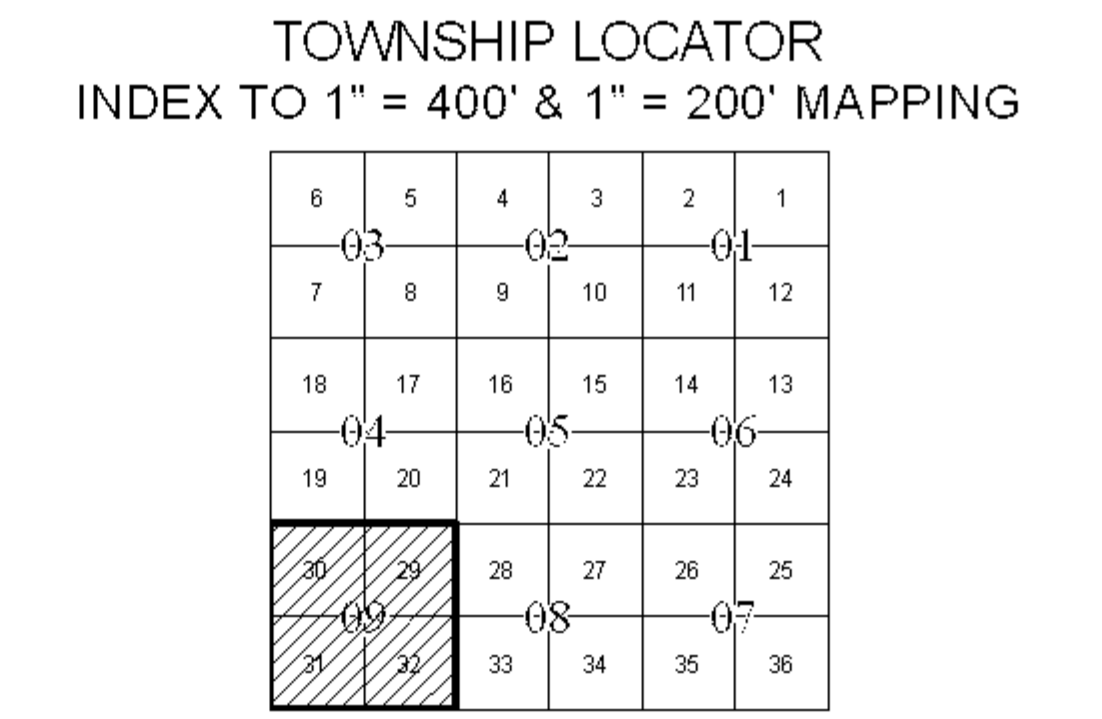 TOWNSHIP LOCATOR
INDEX TO 1" = 400' & 1" = 200' MAPPING
6 5 4 3 2 1
03 02 01
7 8 9 10 11 12
18 17 16 15 14 13
04 05 06
19 20 21 22 23 24
30 29 28 27 26 25
09 08 07
31 32 33 34 35 36